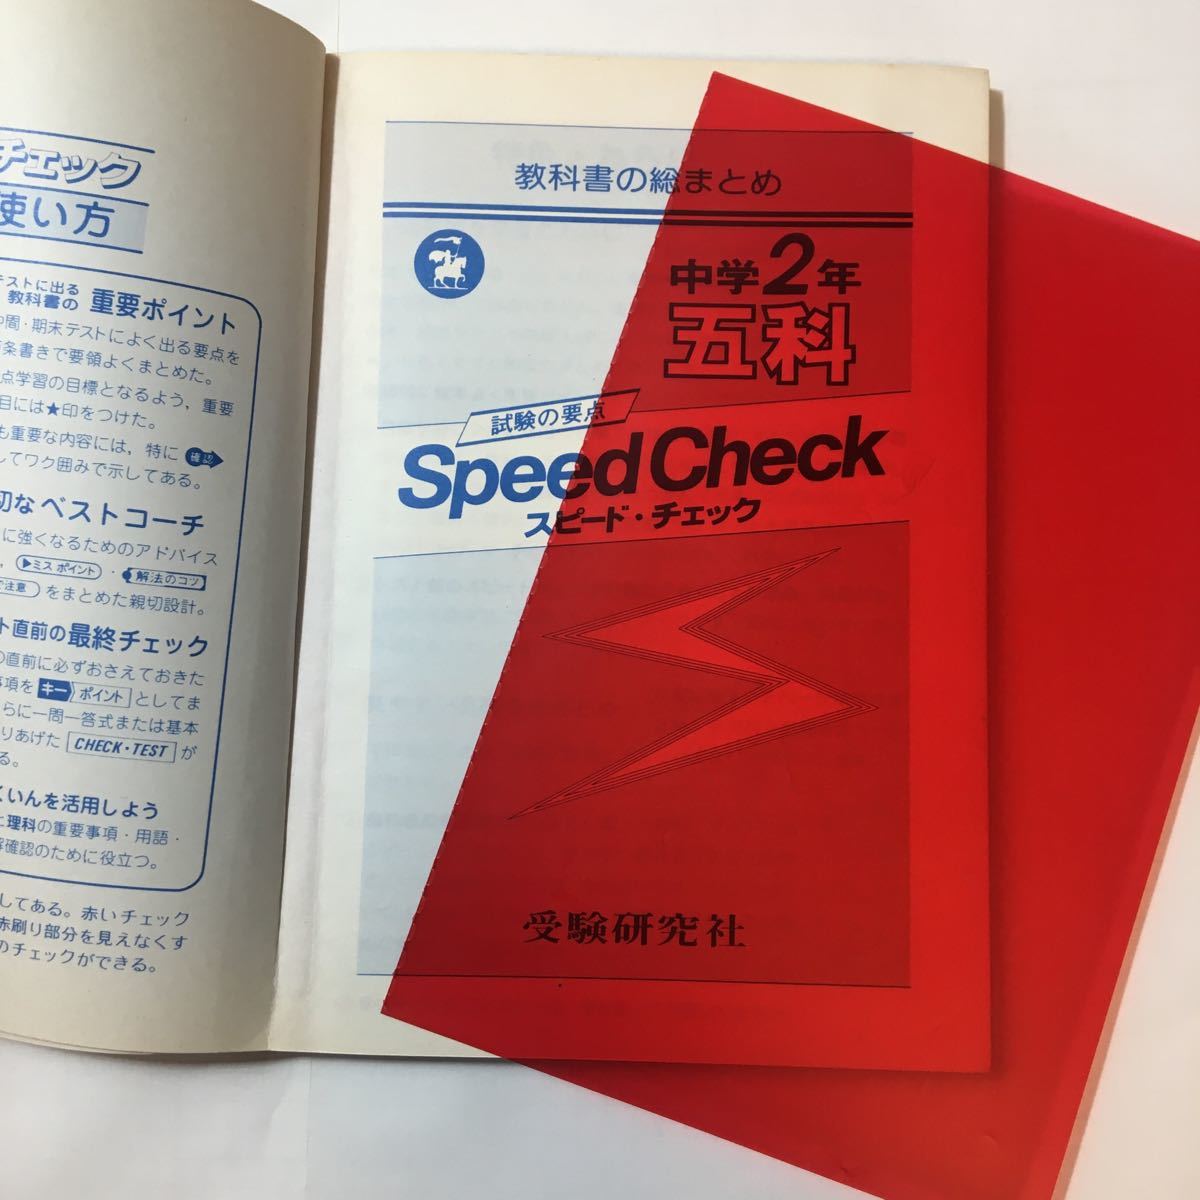 チェック
使い方
テストに出る
教科書の 重要ポイント
中間・期末テストによく出る要点を
箇条書きで要領よくまとめた。
点学習の目標となるよう，重要
目には★印をつけた。
も重要な内容には，特に 確認
してワク囲みで示してある。
切なベストコーチ
に強くなるためのアドバイス
，▶ミスポイント・解法のコツ
で注意 をまとめた親切設計。
ト直前の最終チェック
の直前に必ずおさえておきた
事項を キー ポイント としてま
らに一問一答式または基本
りあげた CHECK・TEST が
る。
くいんを活用しよう
に理科の重要事項・用語・
解確認のために役立つ。
してある。赤いチェック
赤刷り部分を見えなくす
のチェックができる。
教科書の総まとめ
中学2年
五科
試験の要点
Speed Check
スピード・チェック
受験研究社